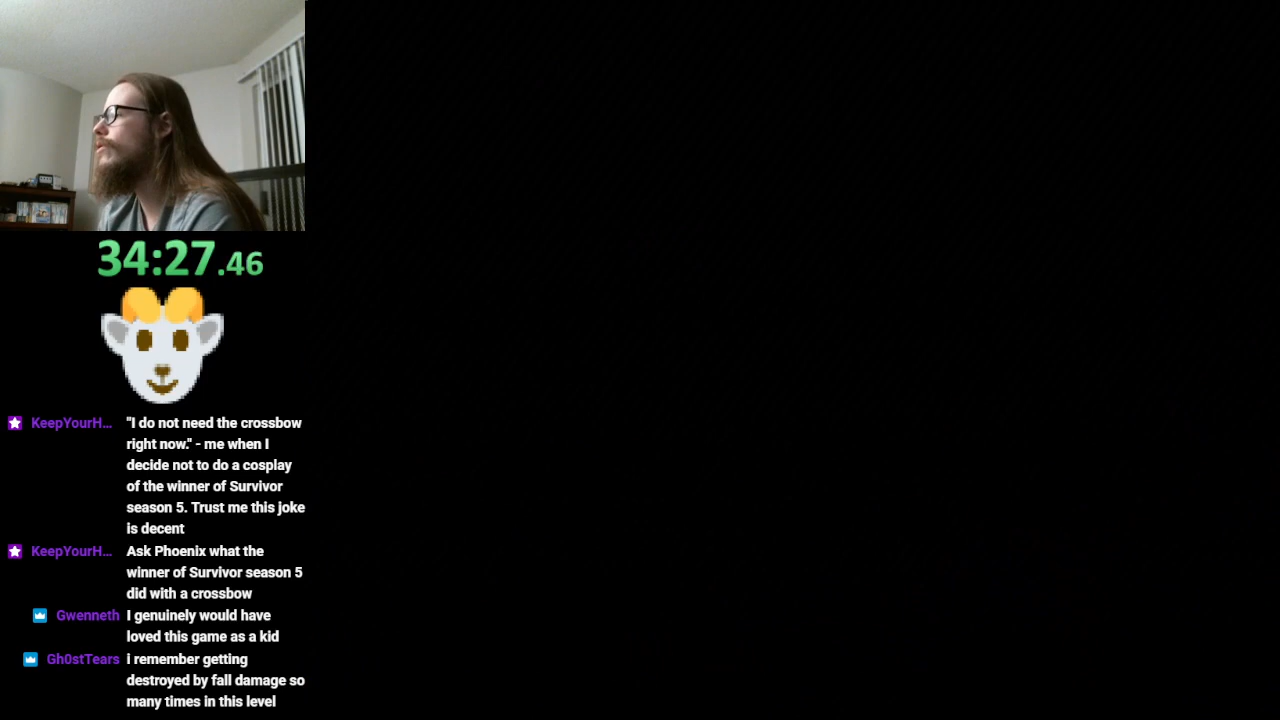 34:27.46
KeepYourH... "I do not need the crossbow
right now." - me when I
decide not to do a cosplay
of the winner of Survivor
season 5. Trust me this joke
is decent
KeepYourH... Ask Phoenix what the
winner of Survivor season 5
did with a crossbow
Gwenneth I genuinely would have
loved this game as a kid
Gh0stTears i remember getting
destroyed by fall damage so
many times in this level